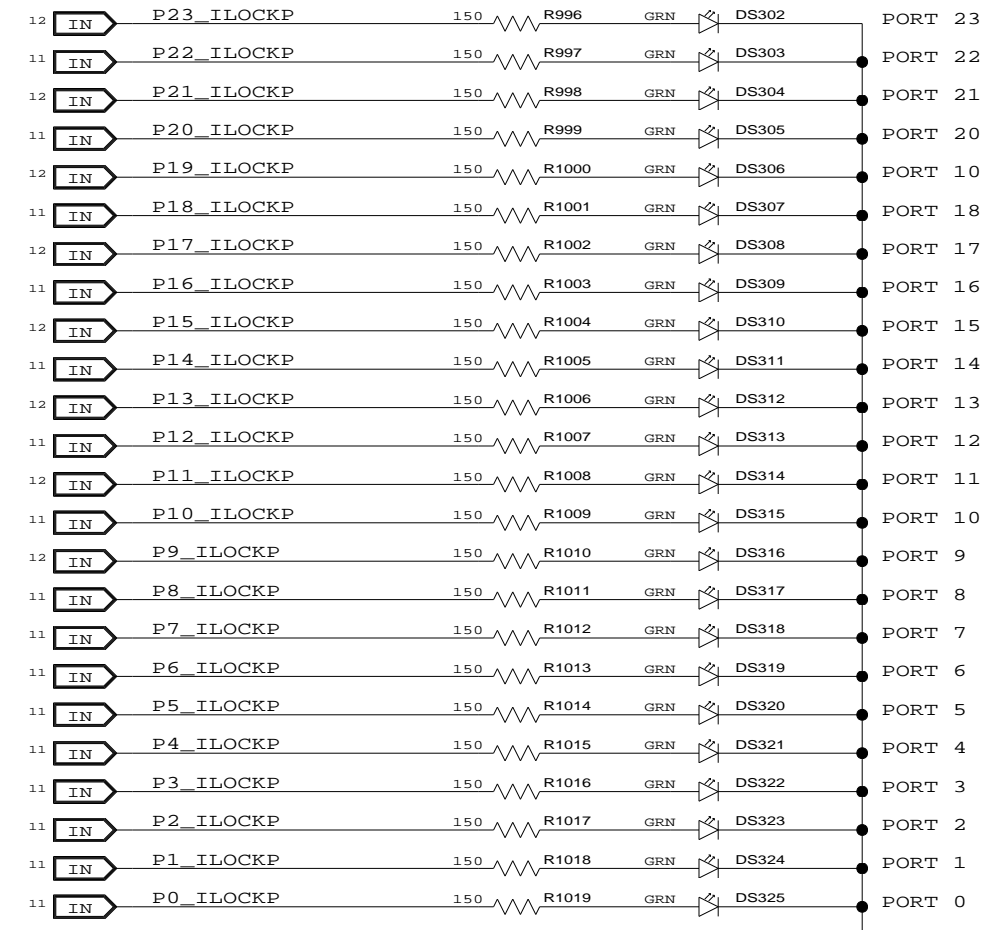 12 IN P23_ILOCKP 150 R996 GRN DS302 PORT 23
11 IN P22_ILOCKP 150 R997 GRN DS303 PORT 22
12 IN P21_ILOCKP 150 R998 GRN DS304 PORT 21
11 IN P20_ILOCKP 150 R999 GRN DS305 PORT 20
12 IN P19_ILOCKP 150 R1000 GRN DS306 PORT 10
11 IN P18_ILOCKP 150 R1001 GRN DS307 PORT 18
12 IN P17_ILOCKP 150 R1002 GRN DS308 PORT 17
11 IN P16_ILOCKP 150 R1003 GRN DS309 PORT 16
12 IN P15_ILOCKP 150 R1004 GRN DS310 PORT 15
11 IN P14_ILOCKP 150 R1005 GRN DS311 PORT 14
12 IN P13_ILOCKP 150 R1006 GRN DS312 PORT 13
11 IN P12_ILOCKP 150 R1007 GRN DS313 PORT 12
12 IN P11_ILOCKP 150 R1008 GRN DS314 PORT 11
11 IN P10_ILOCKP 150 R1009 GRN DS315 PORT 10
12 IN P9_ILOCKP 150 R1010 GRN DS316 PORT 9
11 IN P8_ILOCKP 150 R1011 GRN DS317 PORT 8
11 IN P7_ILOCKP 150 R1012 GRN DS318 PORT 7
11 IN P6_ILOCKP 150 R1013 GRN DS319 PORT 6
11 IN P5_ILOCKP 150 R1014 GRN DS320 PORT 5
11 IN P4_ILOCKP 150 R1015 GRN DS321 PORT 4
11 IN P3_ILOCKP 150 R1016 GRN DS322 PORT 3
11 IN P2_ILOCKP 150 R1017 GRN DS323 PORT 2
11 IN P1_ILOCKP 150 R1018 GRN DS324 PORT 1
11 IN P0_ILOCKP 150 R1019 GRN DS325 PORT 0